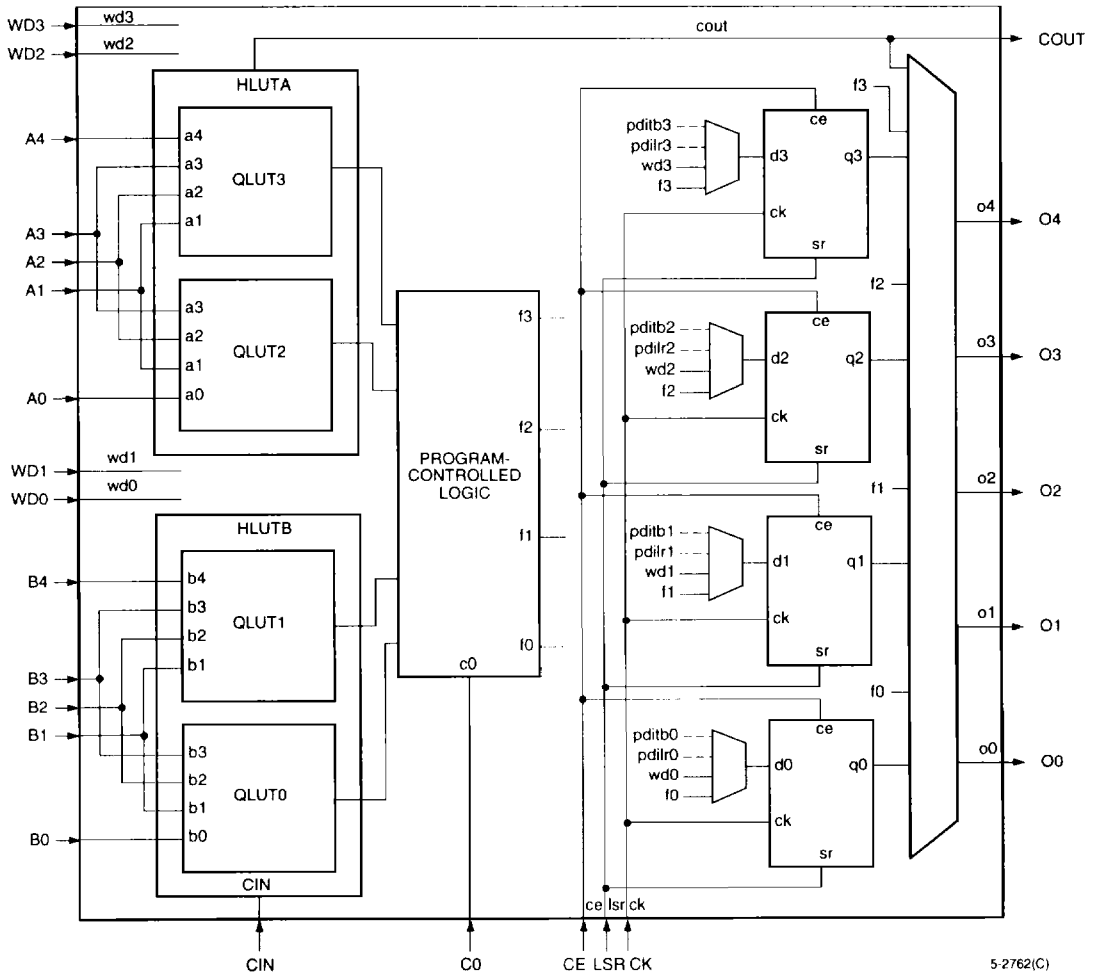 WD3
wd3
WD2
wd2
cout
COUT
HLUTA
A4
a4
a3
a2
a1
QLUT3
A3
A2
A1
a3
a2
a1
a0
QLUT2
A0
WD1
wd1
WD0
wd0
HLUTB
B4
b4
b3
b2
b1
QLUT1
B3
B2
B1
b3
b2
b1
b0
QLUT0
B0
CIN
PROGRAM-
CONTROLLED
LOGIC
f3
f2
f1
f0
c0
pditb3
pdilr3
wd3
f3
ce
d3
q3
ck
sr
pditb2
pdilr2
wd2
f2
ce
d2
q2
ck
sr
pditb1
pdilr1
wd1
f1
ce
d1
q1
ck
sr
pditb0
pdilr0
wd0
f0
ce
d0
q0
ck
sr
f3
f2
f1
f0
o4
O4
o3
O3
o2
O2
o1
O1
o0
O0
ce lsr ck
CIN
C0
CE LSR CK
5-2762(C)